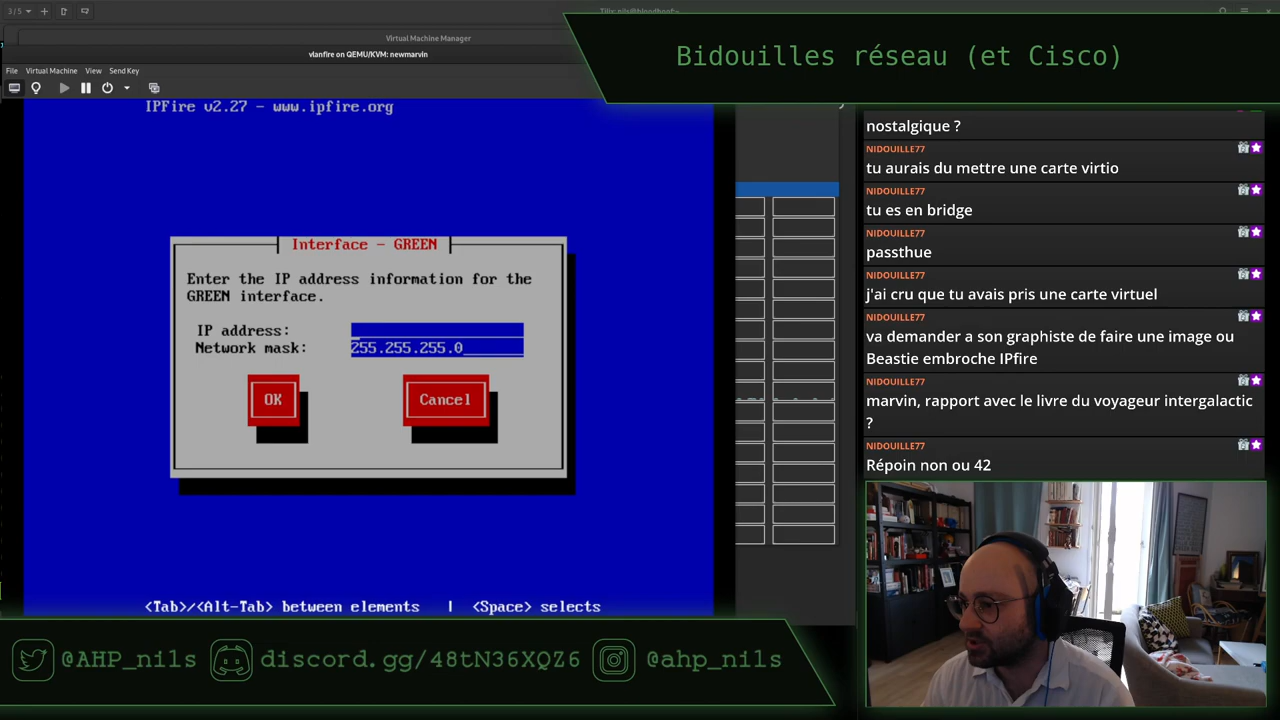 3/5
Tilix: nils@blondboof:~
Virtual Machine Manager
vlanfire on QEMU/KVM: newmarvin
File Virtual Machine View Send Key
IPFire v2.27 - www.ipfire.org
Interface - GREEN
Enter the IP address information for the
GREEN interface.
IP address:
Network mask: 255.255.255.0
OK Cancel
<Tab>/<Alt-Tab> between elements | <Space> selects
Bidouilles réseau (et Cisco)
nostalgique ?
NIDOUILLE77
tu aurais du mettre une carte virtio
NIDOUILLE77
tu es en bridge
NIDOUILLE77
passthue
NIDOUILLE77
j'ai cru que tu avais pris une carte virtuel
NIDOUILLE77
va demander a son graphiste de faire une image ou
Beastie embroche IPfire
NIDOUILLE77
marvin, rapport avec le livre du voyageur intergalactic
?
NIDOUILLE77
Répoin non ou 42
@AHP_nils discord.gg/48tN36XQZ6 @ahp_nils